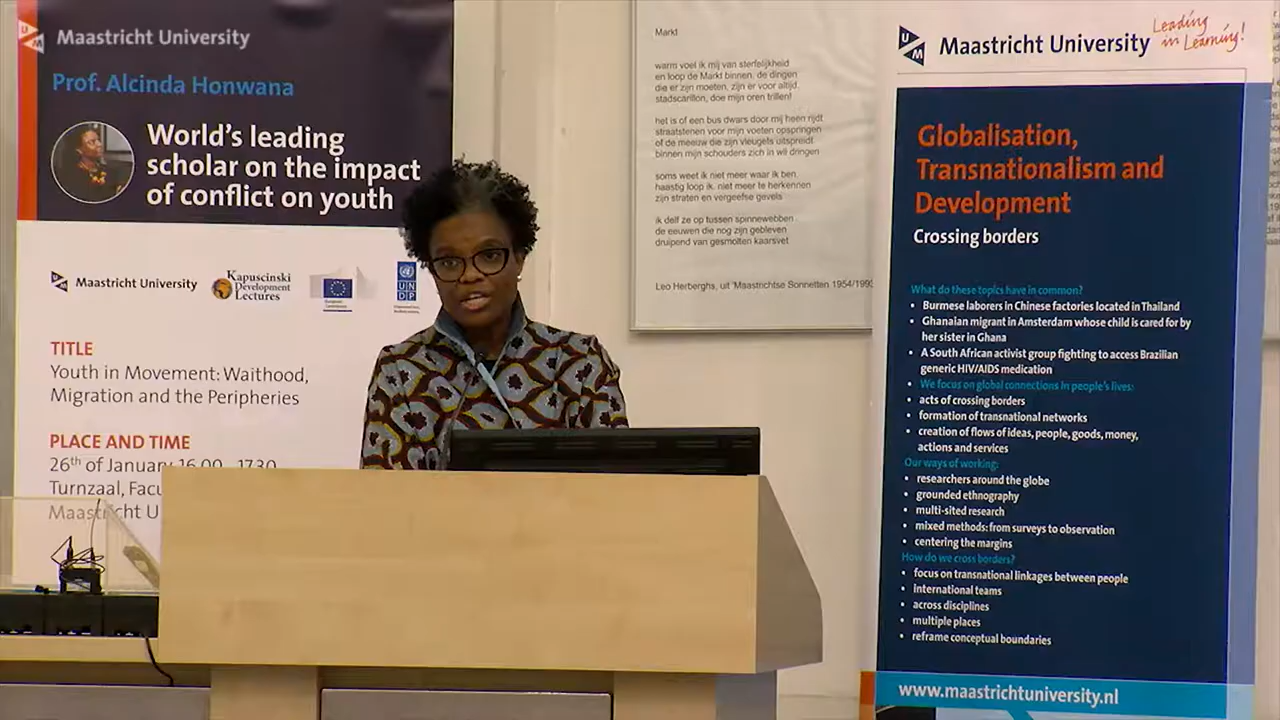 Maastricht University
Prof. Alcinda Honwana
World's leading
scholar on the impact
of conflict on youth
Maastricht University
Kapuscinski
Development
Lectures
TITLE
Youth in Movement: Waithood,
Migration and the Peripheries
PLACE AND TIME
26th of January 16.00 - 17.30
Turnzaal, Facu
Maastricht U
Markt
warm voel ik mij van sterfelijkheid
en loop de Markt binnen. de dingen
die er zijn moeten, zijn er voor altijd.
stadscarillon, doe mijn oren trillen!
het is of een bus dwars door mij heen rijdt
straatstenen voor mijn voeten opspringen
of de meeuw die zijn vleugels uitspreidt
binnen mijn schouders zich in wil dringen
soms weet ik niet meer waar ik ben.
haastig loop ik. niet meer te herkennen
zijn straten en vergeefse gevels
ik delf ze op tussen spinnewebben
de eeuwen die nog zijn gebleven
druipend van gesmolten kaarsvet
Leo Herberghs, uit 'Maastrichtse Sonnetten 1954/199
UM
Maastricht University
Leading
in Learning!
Globalisation,
Transnationalism and
Development
Crossing borders
What do these topics have in common?
• Burmese laborers in Chinese factories located in Thailand
• Ghanaian migrant in Amsterdam whose child is cared for by
her sister in Ghana
• A South African activist group fighting to access Brazilian
generic HIV/AIDS medication
• We focus on global connections in people's lives:
• acts of crossing borders
• formation of transnational networks
• creation of flows of ideas, people, goods, money,
actions and services
Our ways of working:
• researchers around the globe
• grounded ethnography
• multi-sited research
• mixed methods: from surveys to observation
• centering the margins
How do we cross borders?
• focus on transnational linkages between people
• international teams
• across disciplines
• multiple places
• reframe conceptual boundaries
www.maastrichtuniversity.nl